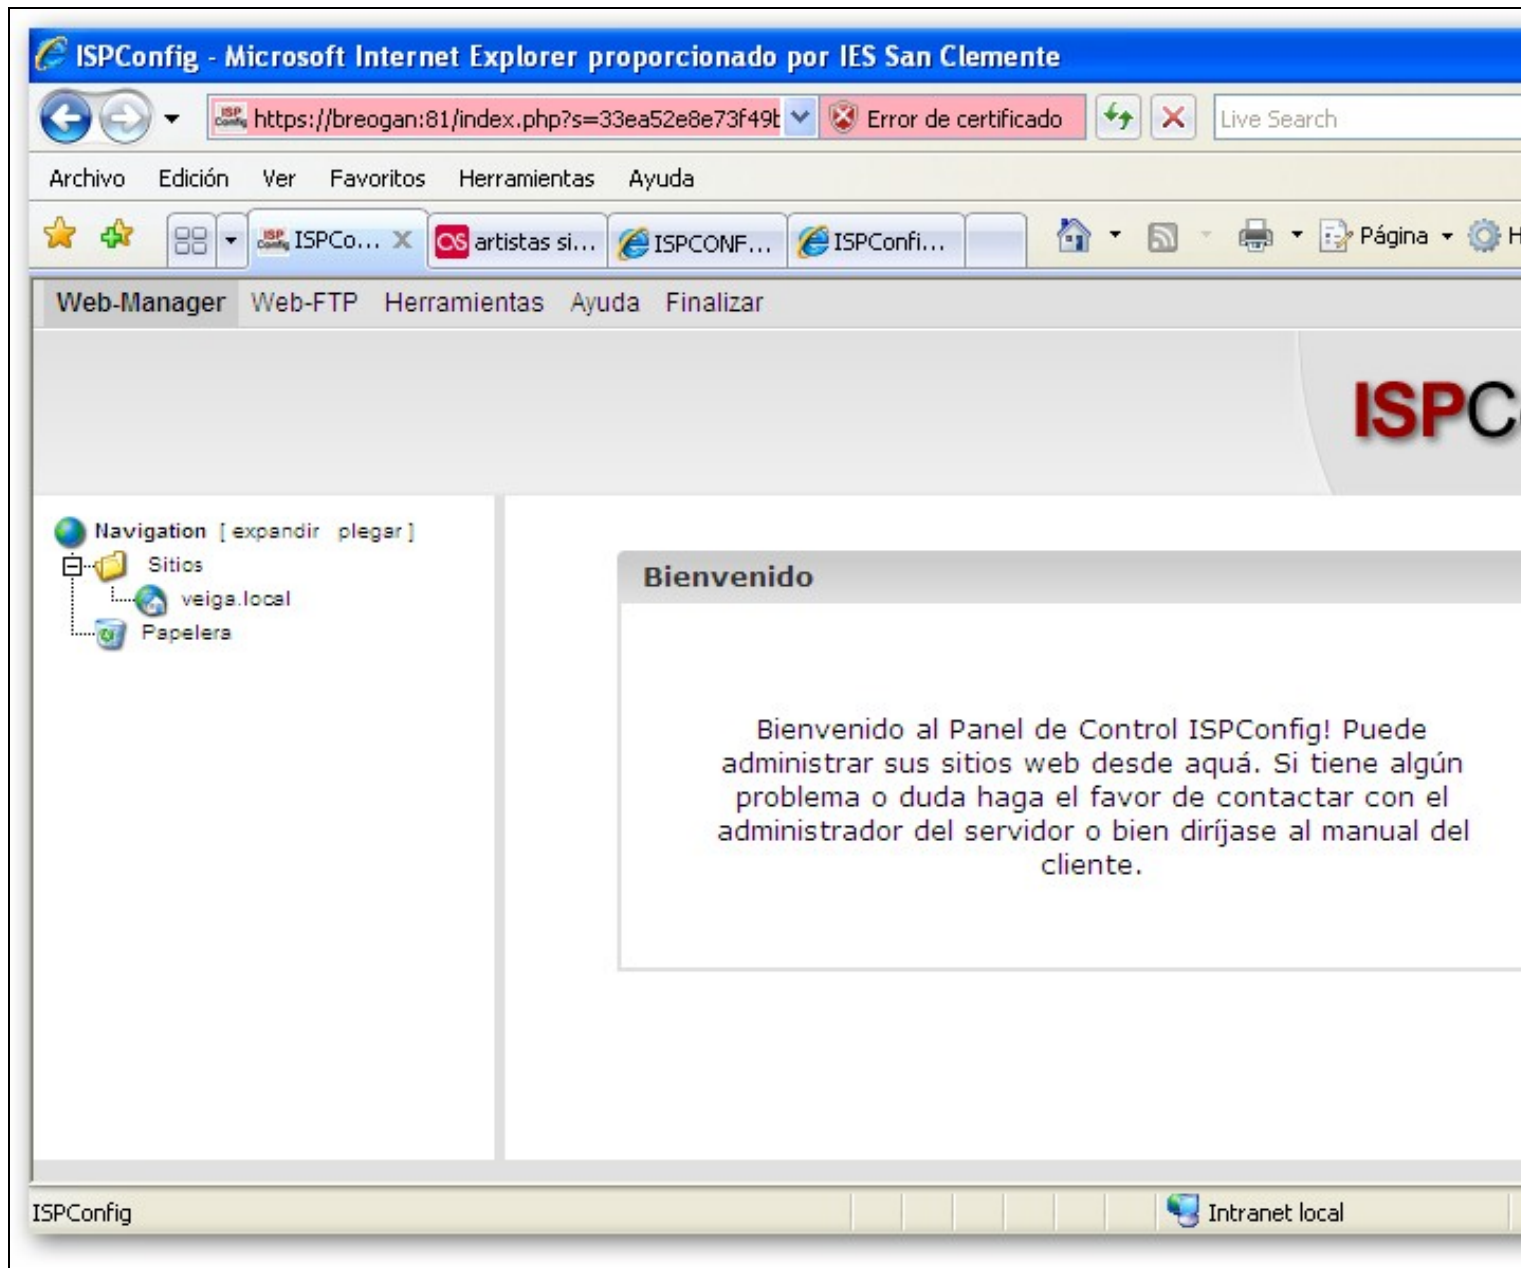 ISPConfig - Microsoft Internet Explorer proporcionado por IES San Clemente
https://breogan:81/index.php?s=33ea52e8e73f49b Error de certificado Live Search
Archivo Edición Ver Favoritos Herramientas Ayuda
ISPCo... artistas si... ISPCONF... ISPConfi... Página
Web-Manager Web-FTP Herramientas Ayuda Finalizar
ISPC
Navigation [ expandir plegar ]
Sitios
veiga.local
Papelera
Bienvenido
Bienvenido al Panel de Control ISPConfig! Puede
administrar sus sitios web desde aquá. Si tiene algún
problema o duda haga el favor de contactar con el
administrador del servidor o bien diríjase al manual del
cliente.
ISPConfig Intranet local